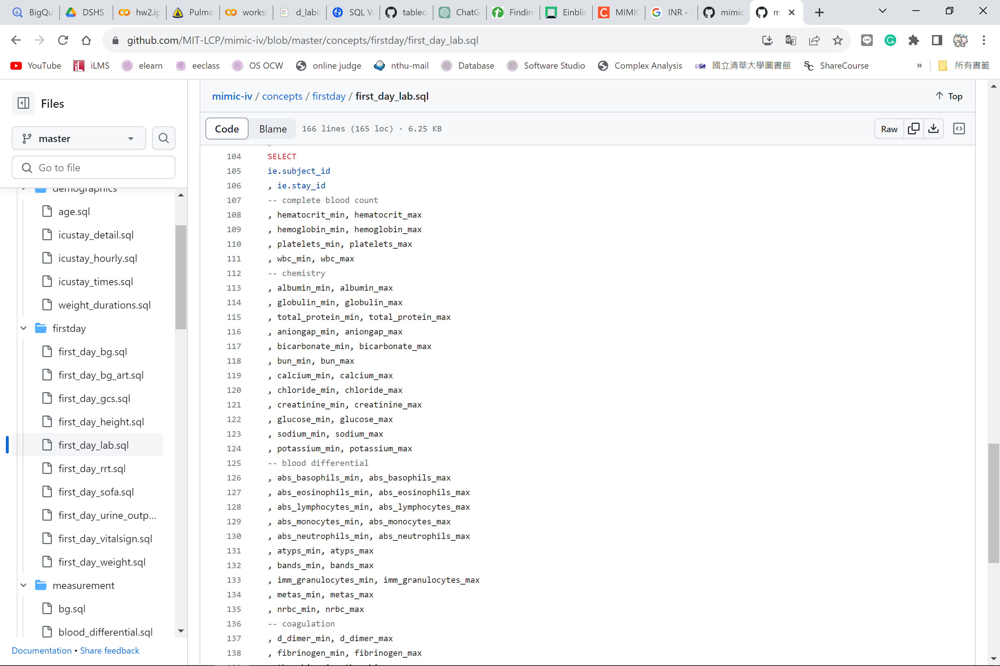 BigQu
DSHS
hw2.ip
Pulmo
works
d_labi
SQL Va
tableo
ChatG
Findin
Einblic
MIMIC
INR -
mimic
m
github.com/MIT-LCP/mimic-iv/blob/master/concepts/firstday/first_day_lab.sql
YouTube
iLMS
elearn
eeclass
OS OCW
online judge
nthu-mail
Database
Software Studio
Complex Analysis
國立清華大學圖書館
ShareCourse
»
所有書籤
Files
master
Go to file
demographics
age.sql
icustay_detail.sql
icustay_hourly.sql
icustay_times.sql
weight_durations.sql
firstday
first_day_bg.sql
first_day_bg_art.sql
first_day_gcs.sql
first_day_height.sql
first_day_lab.sql
first_day_rrt.sql
first_day_sofa.sql
first_day_urine_outp...
first_day_vitalsign.sql
first_day_weight.sql
measurement
bg.sql
blood_differential.sql
Documentation • Share feedback
mimic-iv / concepts / firstday / first_day_lab.sql
Top
Code Blame 166 lines (165 loc) · 6.25 KB
Raw
104 SELECT
105 ie.subject_id
106 , ie.stay_id
107 -- complete blood count
108 , hematocrit_min, hematocrit_max
109 , hemoglobin_min, hemoglobin_max
110 , platelets_min, platelets_max
111 , wbc_min, wbc_max
112 -- chemistry
113 , albumin_min, albumin_max
114 , globulin_min, globulin_max
115 , total_protein_min, total_protein_max
116 , aniongap_min, aniongap_max
117 , bicarbonate_min, bicarbonate_max
118 , bun_min, bun_max
119 , calcium_min, calcium_max
120 , chloride_min, chloride_max
121 , creatinine_min, creatinine_max
122 , glucose_min, glucose_max
123 , sodium_min, sodium_max
124 , potassium_min, potassium_max
125 -- blood differential
126 , abs_basophils_min, abs_basophils_max
127 , abs_eosinophils_min, abs_eosinophils_max
128 , abs_lymphocytes_min, abs_lymphocytes_max
129 , abs_monocytes_min, abs_monocytes_max
130 , abs_neutrophils_min, abs_neutrophils_max
131 , atyps_min, atyps_max
132 , bands_min, bands_max
133 , imm_granulocytes_min, imm_granulocytes_max
134 , metas_min, metas_max
135 , nrbc_min, nrbc_max
136 -- coagulation
137 , d_dimer_min, d_dimer_max
138 , fibrinogen_min, fibrinogen_max